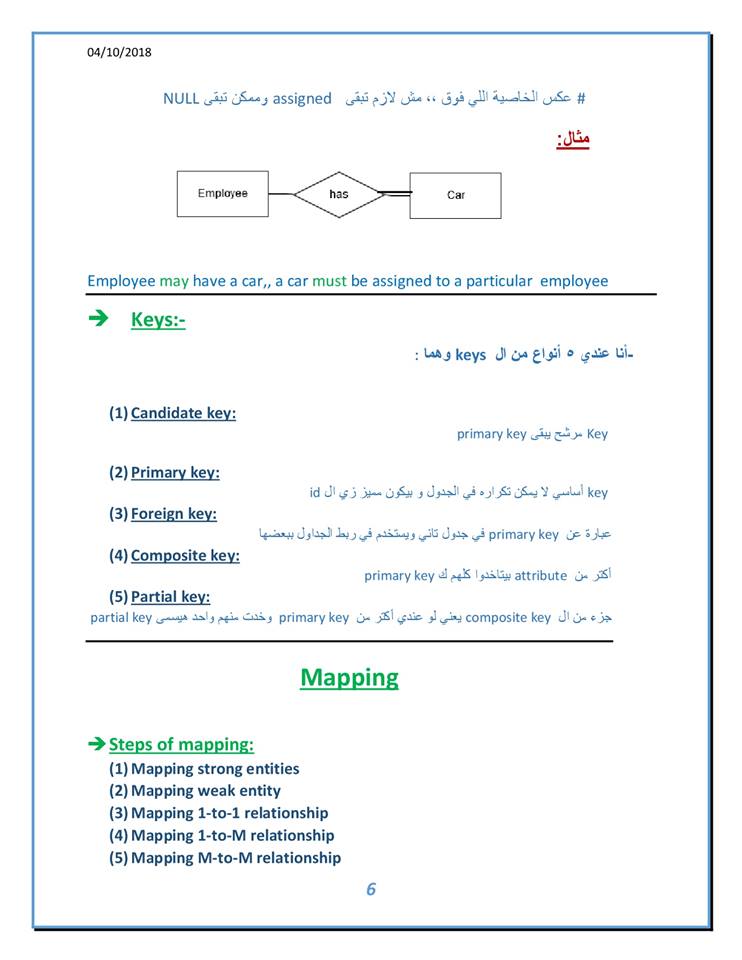 04/10/2018
# عكس الخاصية اللي فوق ،، مش لازم تبقى assigned وممكن تبقى NULL
مثال:
Employee has Car
Employee may have a car,, a car must be assigned to a particular employee
➔ Keys:-
-أنا عندي ٥ أنواع من ال keys وهما :
(1) Candidate key:
Key مرشح يبقى primary key
(2) Primary key:
key أساسي لا يمكن تكراره في الجدول و بيكون مميز زي ال id
(3) Foreign key:
عبارة عن primary key في جدول تاني ويستخدم في ربط الجداول ببعضها
(4) Composite key:
أكتر من attribute بيتاخدوا كلهم ك primary key
(5) Partial key:
جزء من ال composite key يعني لو عندي أكتر من primary key وخدت منهم واحد هيسمى partial key
Mapping
➔ Steps of mapping:
(1) Mapping strong entities
(2) Mapping weak entity
(3) Mapping 1-to-1 relationship
(4) Mapping 1-to-M relationship
(5) Mapping M-to-M relationship
6